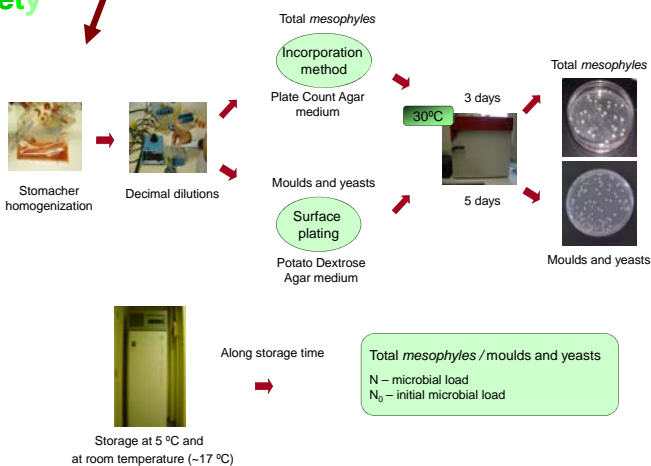 Total mesophyles
Incorporation
method
Plate Count Agar
medium
Stomacher
homogenization
Decimal dilutions
Moulds and yeasts
Surface
plating
Potato Dextrose
Agar medium
30ºC
3 days
5 days
Total mesophyles
Moulds and yeasts
Along storage time
Storage at 5 ºC and
at room temperature (~17 ºC)
Total mesophyles / moulds and yeasts
N – microbial load
N₀ – initial microbial load